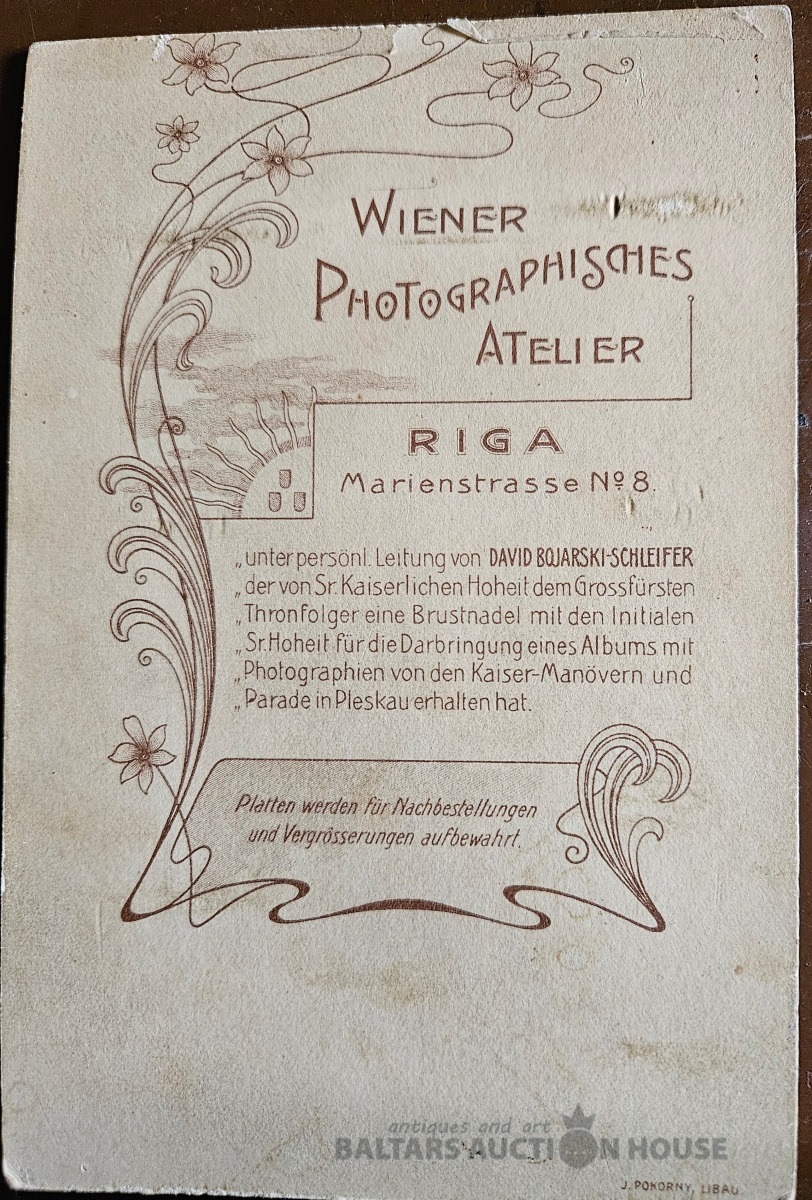 WIENER
PHOTOGRAPHISCHES
ATELIER
RIGA
Marienstrasse Nº 8.
„unter persönl. Leitung von DAVID BOJARSKI-SCHLEIFER
„der von Sr. Kaiserlichen Hoheit dem Grossfürsten
„Thronfolger eine Brustnadel mit den Initialen
„Sr. Hoheit für die Darbringung eines Albums mit
„Photographien von den Kaiser-Manövern und
„Parade in Pleskau erhalten hat.
Platten werden für Nachbestellungen
und Vergrösserungen aufbewahrt.
antiques and art
BALTARS AUCTION HOUSE
J. POKORNY, LIBAU